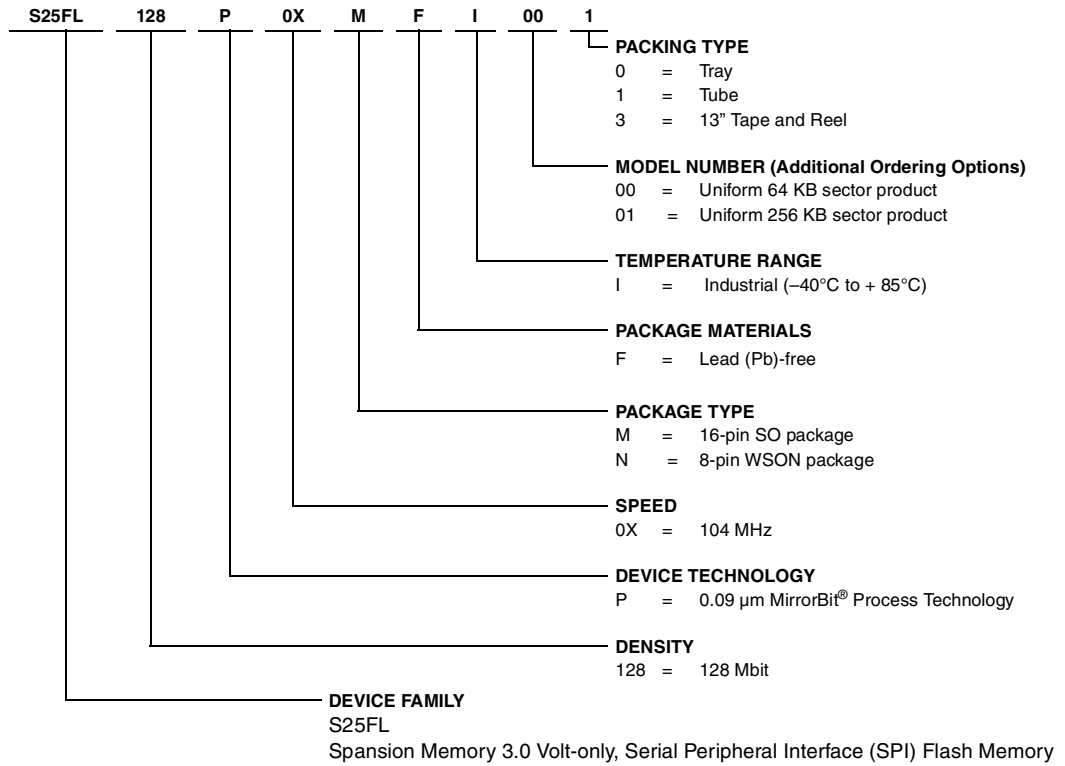 S25FL 128 P 0X M F I 00 1
PACKING TYPE
0 = Tray
1 = Tube
3 = 13” Tape and Reel
MODEL NUMBER (Additional Ordering Options)
00 = Uniform 64 KB sector product
01 = Uniform 256 KB sector product
TEMPERATURE RANGE
I = Industrial (–40°C to + 85°C)
PACKAGE MATERIALS
F = Lead (Pb)-free
PACKAGE TYPE
M = 16-pin SO package
N = 8-pin WSON package
SPEED
0X = 104 MHz
DEVICE TECHNOLOGY
P = 0.09 µm MirrorBit® Process Technology
DENSITY
128 = 128 Mbit
DEVICE FAMILY
S25FL
Spansion Memory 3.0 Volt-only, Serial Peripheral Interface (SPI) Flash Memory